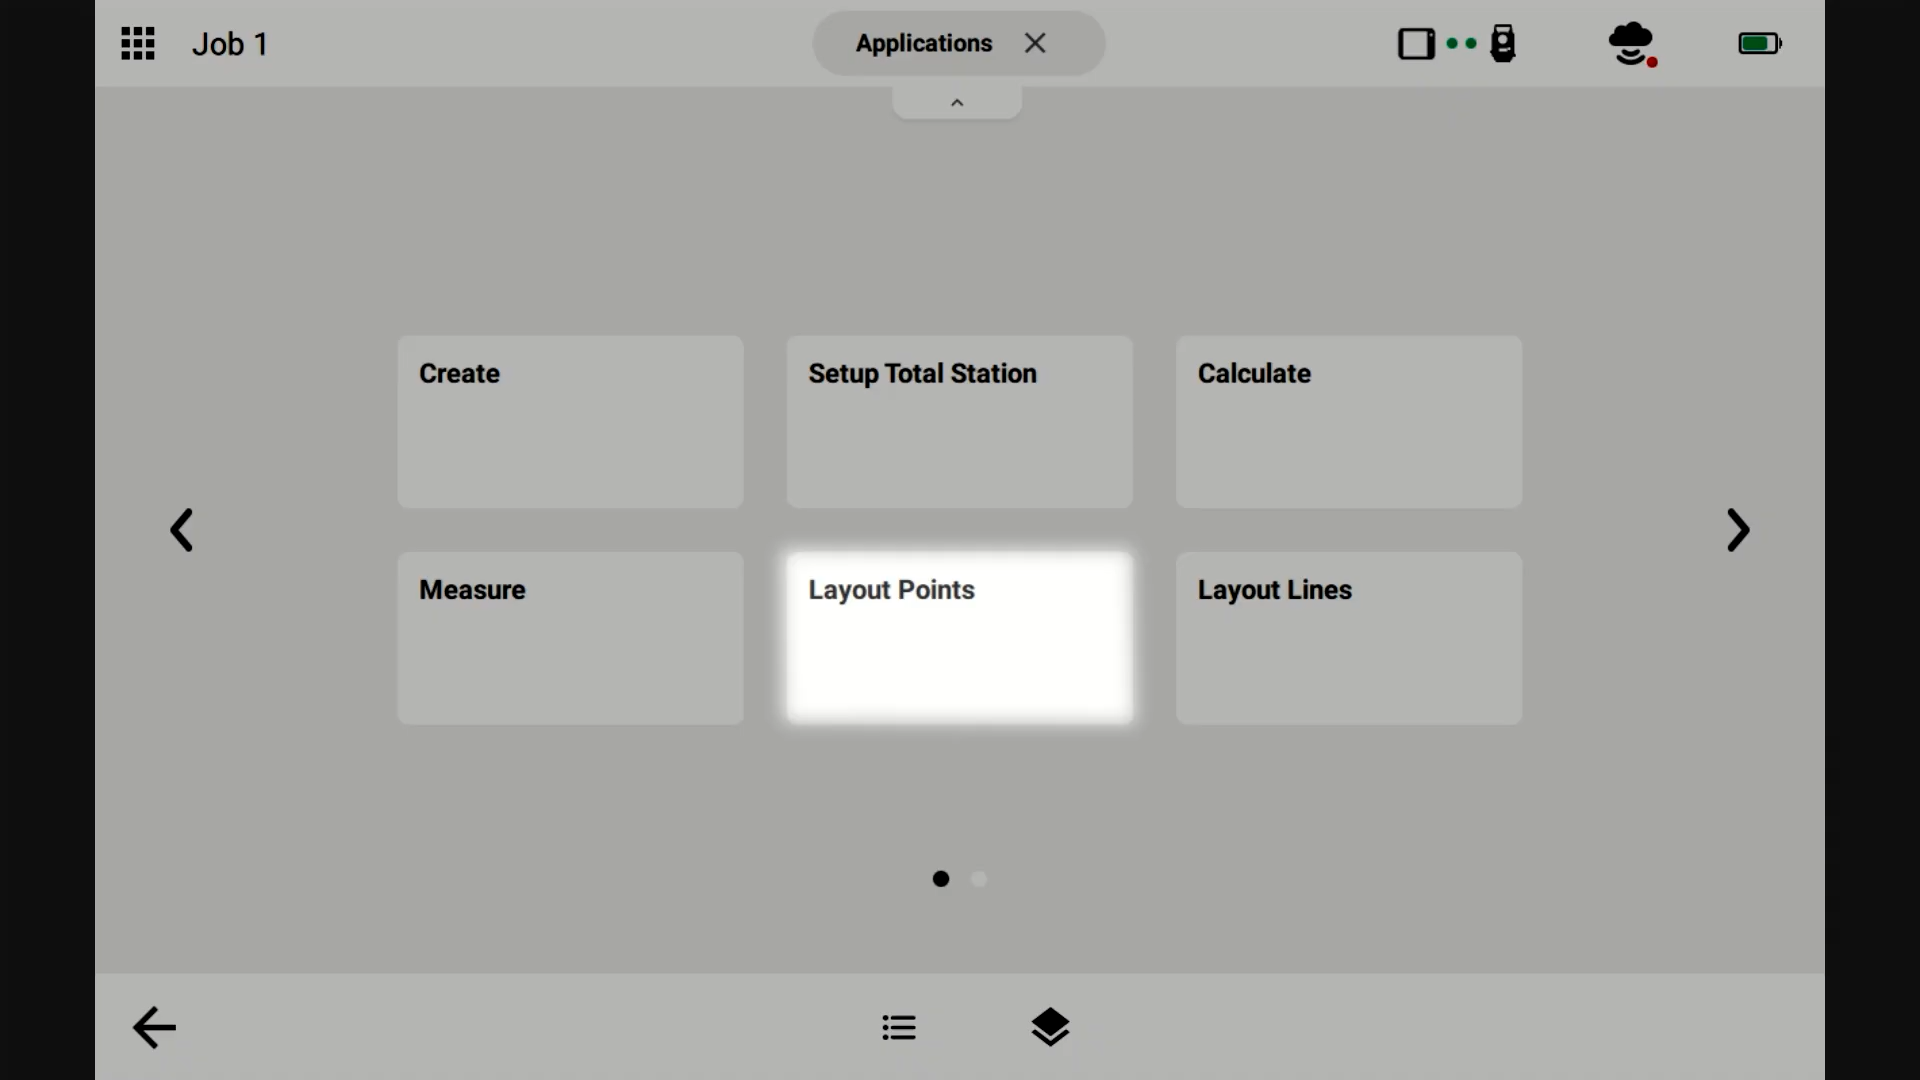 Job 1
Applications
Create
Setup Total Station
Calculate
Measure
Layout Points
Layout Lines